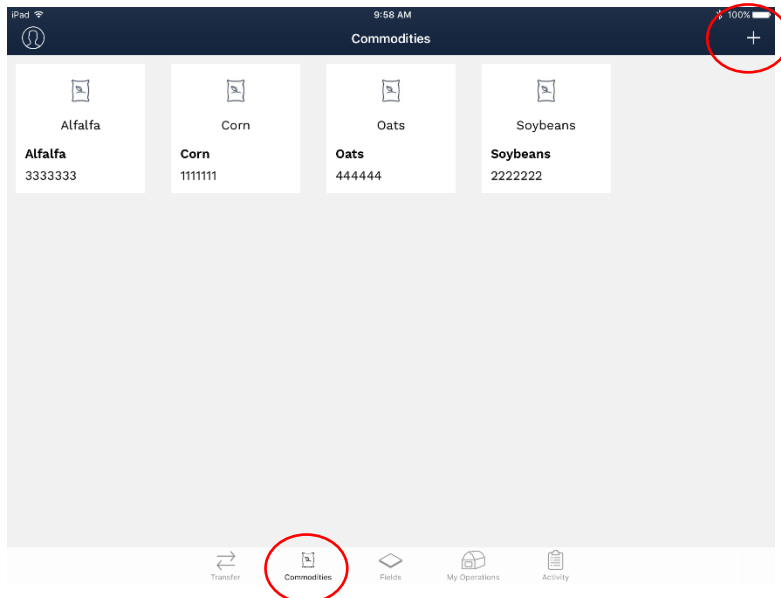 iPad 9:58 AM 100%
Commodities
Alfalfa Corn Oats Soybeans
Alfalfa Corn Oats Soybeans
3333333 1111111 444444 2222222
Transfer Commodities Fields My Operations Activity